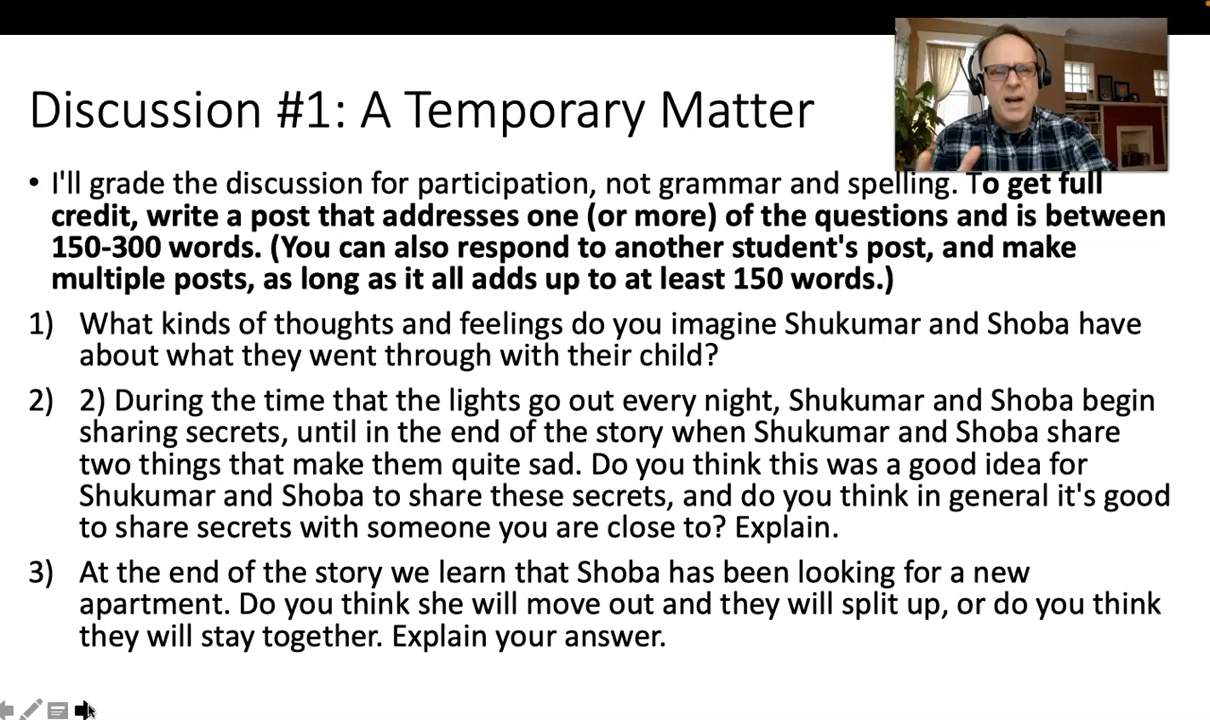 Discussion #1: A Temporary Matter
• I'll grade the discussion for participation, not grammar and spelling. To get full
credit, write a post that addresses one (or more) of the questions and is between
150-300 words. (You can also respond to another student's post, and make
multiple posts, as long as it all adds up to at least 150 words.)
1) What kinds of thoughts and feelings do you imagine Shukumar and Shoba have
about what they went through with their child?
2) 2) During the time that the lights go out every night, Shukumar and Shoba begin
sharing secrets, until in the end of the story when Shukumar and Shoba share
two things that make them quite sad. Do you think this was a good idea for
Shukumar and Shoba to share these secrets, and do you think in general it's good
to share secrets with someone you are close to? Explain.
3) At the end of the story we learn that Shoba has been looking for a new
apartment. Do you think she will move out and they will split up, or do you think
they will stay together. Explain your answer.